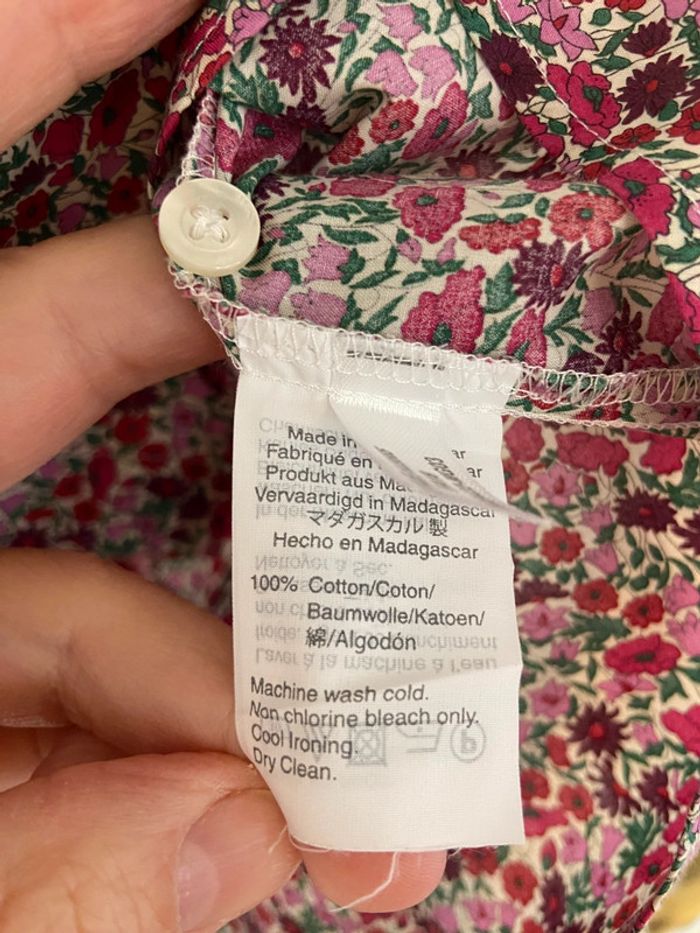 Made in
Fabriqué en
Produkt aus
Vervaardigd in Madagascar
マダガスカル製
Hecho en Madagascar
100% Cotton/Coton/
Baumwolle/Katoen/
綿/Algodón
Machine wash cold.
Non chlorine bleach only.
Cool Ironing.
Dry Clean.